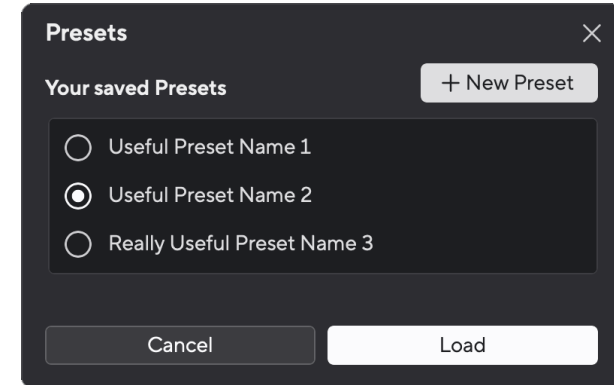 Presets
Your saved Presets
+ New Preset
Useful Preset Name 1
Useful Preset Name 2
Really Useful Preset Name 3
Cancel
Load